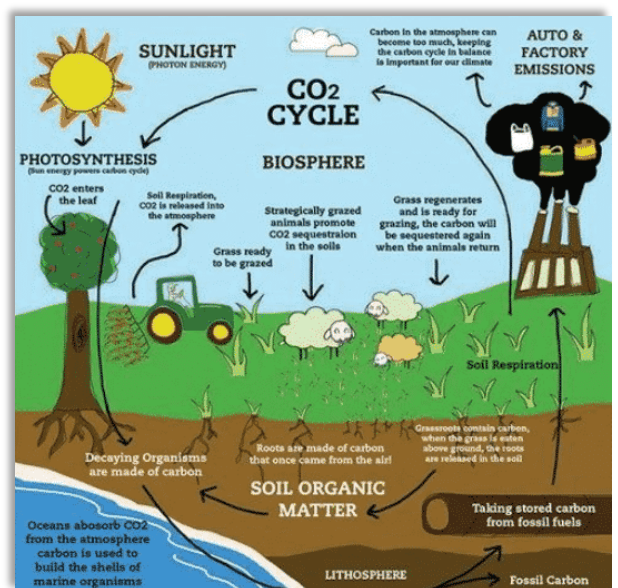 SUNLIGHT
(PHOTON ENERGY)
Carbon in the atmosphere can
become too much, keeping
the carbon cycle in balance
is important for our climate
AUTO &
FACTORY
EMISSIONS
CO2
CYCLE
PHOTOSYNTHESIS
(Sun energy powers carbon cycle)
BIOSPHERE
CO2 enters
the leaf
Soil Respiration,
CO2 is released into
the atmosphere
Strategically grazed
animals promote
CO2 sequestraion
in the soils
Grass regenerates
and is ready for
grazing, the carbon will
be sequestered again
when the animals return
Grass ready
to be grazed
Soil Respiration
Decaying Organisms
are made of carbon
Roots are made of carbon
that once came from the air!
Grassroots contain carbon,
when the grass is eaten
above ground, the roots
are released in the soil
SOIL ORGANIC
MATTER
Taking stored carbon
from fossil fuels
Oceans abosorb CO2
from the atmosphere
carbon is used to
build the shells of
marine organisms
LITHOSPHERE
Fossil Carbon